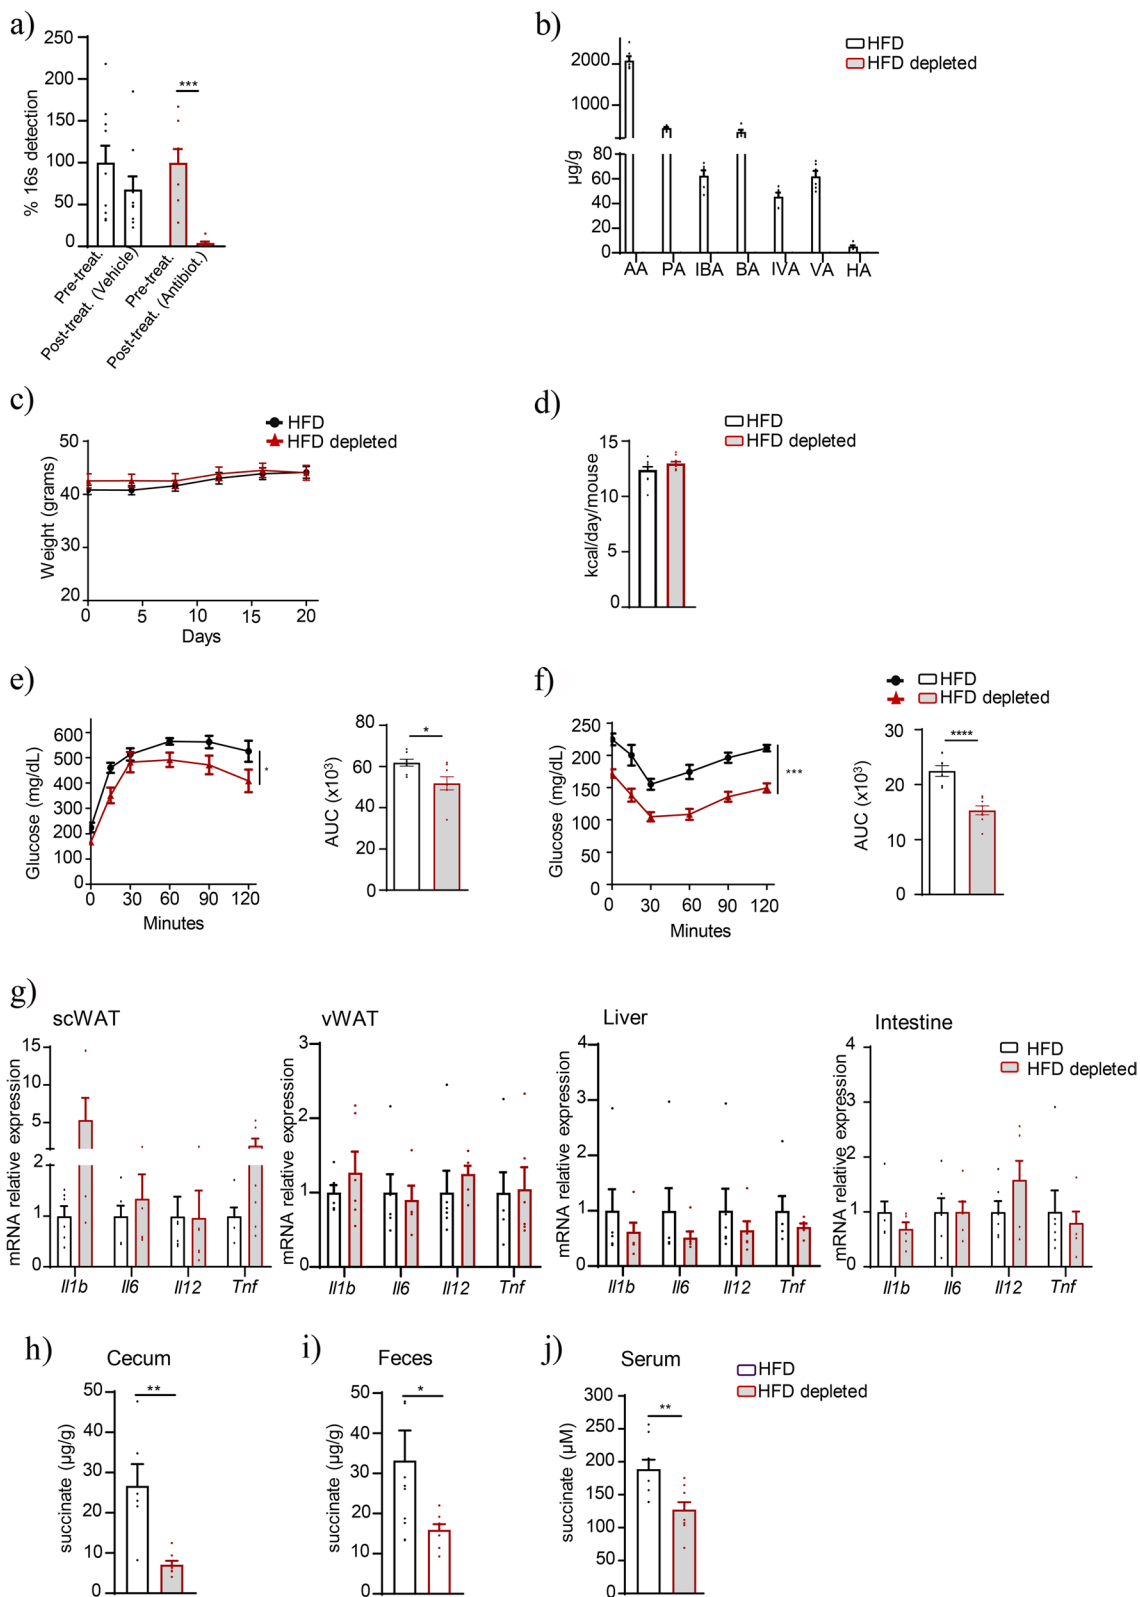 a)
% 16s detection
250
200
150
100
50
0
***
Pre-treat.
Post-treat. (Vehicle)
Pre-treat.
Post-treat. (Antibiot.)
b)
HFD
HFD depleted
µg/g
2000
1000
80
60
40
20
0
AA PA IBA BA IVA VA HA
c)
HFD
HFD depleted
Weight (grams)
50
40
30
20
0 5 10 15 20
Days
d)
HFD
HFD depleted
kcal/day/mouse
15
10
5
0
e)
Glucose (mg/dL)
600
500
400
300
200
100
0
*
0 30 60 90 120
Minutes
AUC (x10³)
80
60
40
20
0
*
f)
HFD
HFD depleted
Glucose (mg/dL)
250
200
150
100
50
0
***
0 30 60 90 120
Minutes
AUC (x10³)
30
20
10
0
****
g)
scWAT
mRNA relative expression
15
10
5
2
1
0
Il1b Il6 Il12 Tnf
vWAT
mRNA relative expression
3
2
1
0
Il1b Il6 Il12 Tnf
Liver
mRNA relative expression
4
3
2
1
0
Il1b Il6 Il12 Tnf
Intestine
HFD
HFD depleted
mRNA relative expression
4
3
2
1
0
Il1b Il6 Il12 Tnf
h)
Cecum
succinate (µg/g)
50
40
30
20
10
0
**
i)
Feces
succinate (µg/g)
50
40
30
20
10
0
*
j)
Serum
HFD
HFD depleted
succinate (µM)
300
250
200
150
100
50
0
**